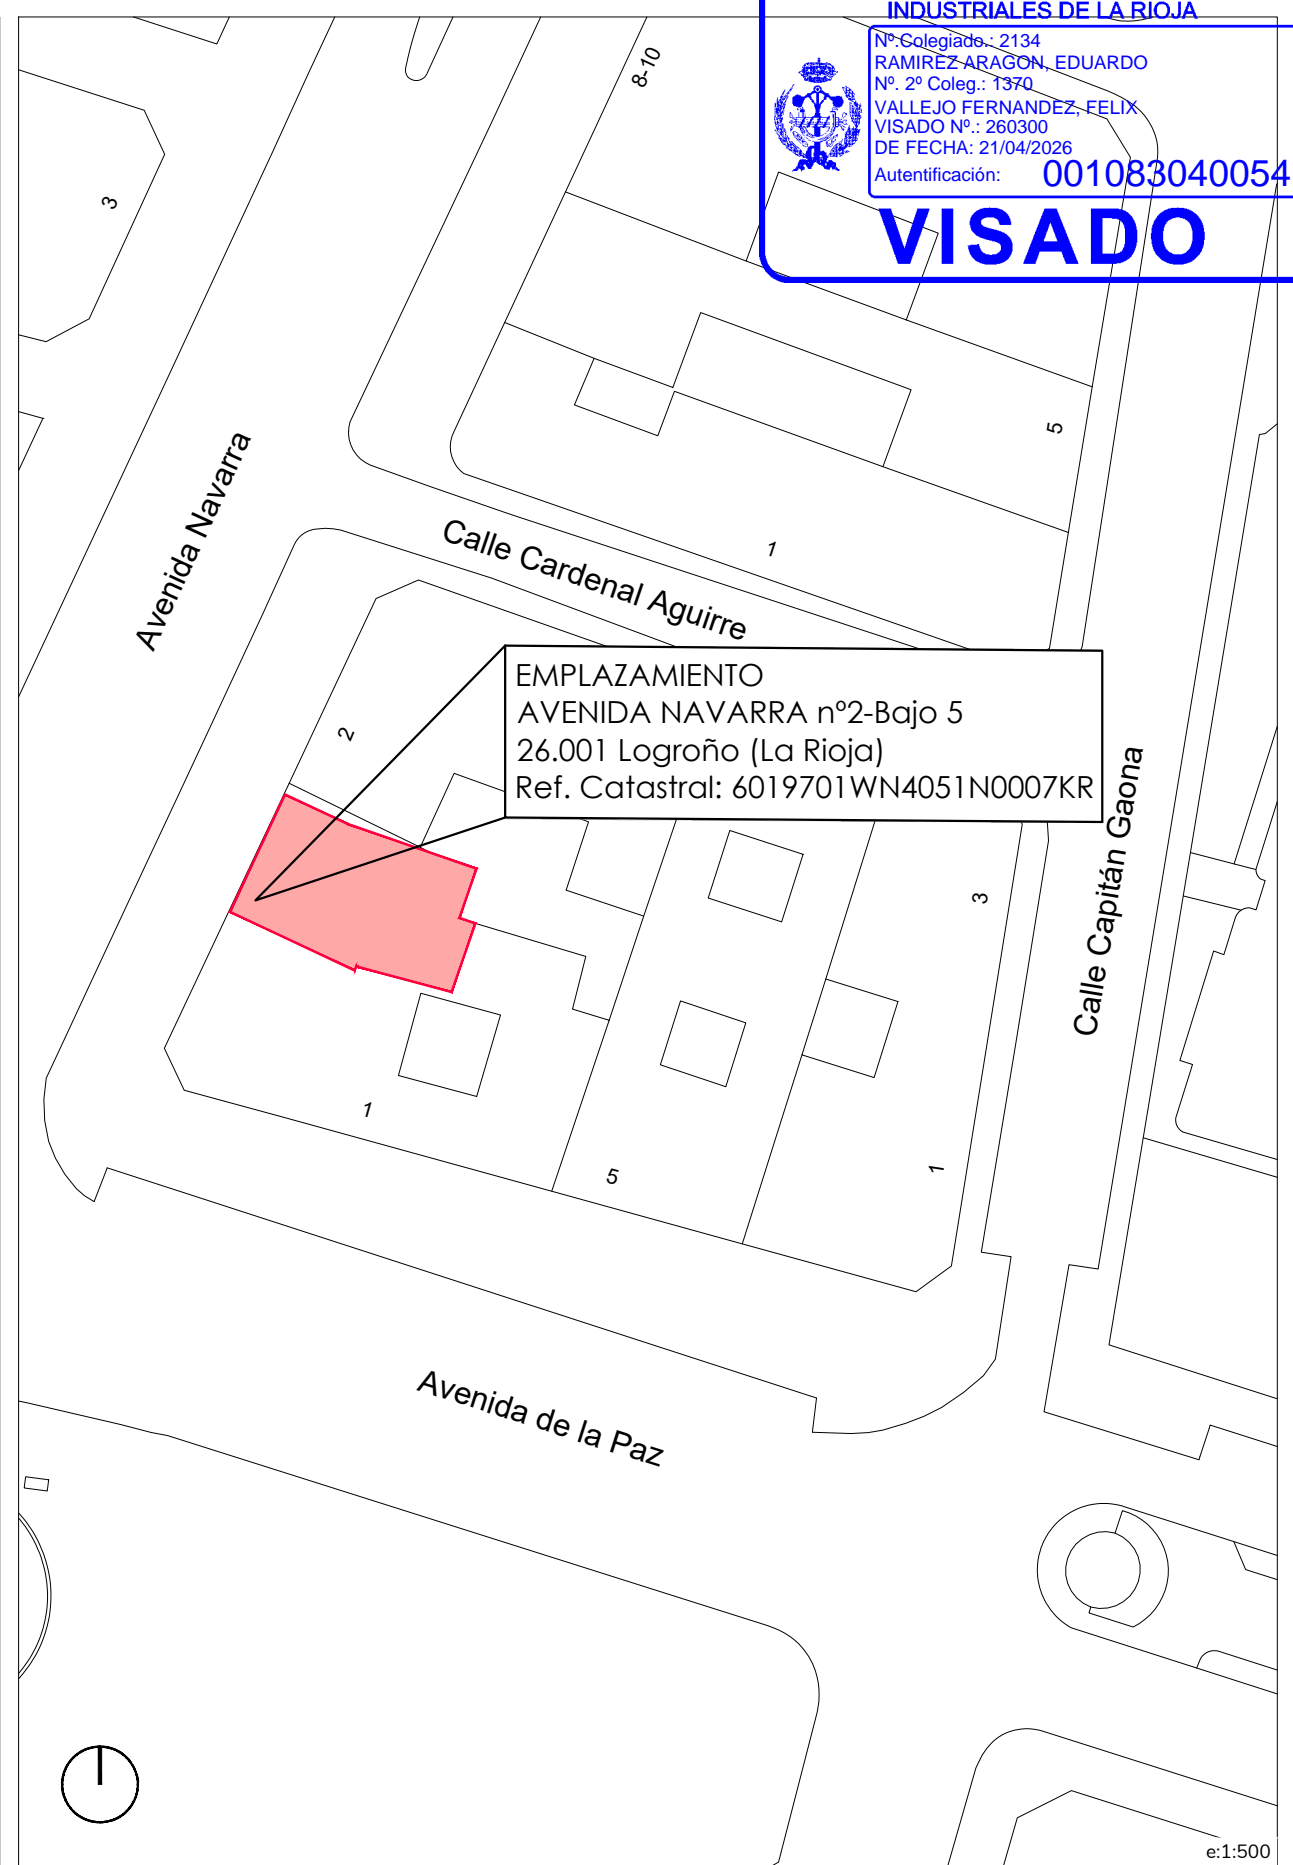 INDUSTRIALES DE LA RIOJA
Nº.Colegiado.: 2134
RAMIREZ ARAGON, EDUARDO
Nº. 2º Coleg.: 1370
VALLEJO FERNANDEZ, FELIX
VISADO Nº.: 260300
DE FECHA: 21/04/2026
Autentificación: 001083040054
VISADO
8-10
3
5
Avenida Navarra
Calle Cardenal Aguirre
1
EMPLAZAMIENTO
AVENIDA NAVARRA nº2-Bajo 5
26.001 Logroño (La Rioja)
Ref. Catastral: 6019701WN4051N0007KR
2
Calle Capitán Gaona
3
1
5
1
Avenida de la Paz
e:1:500